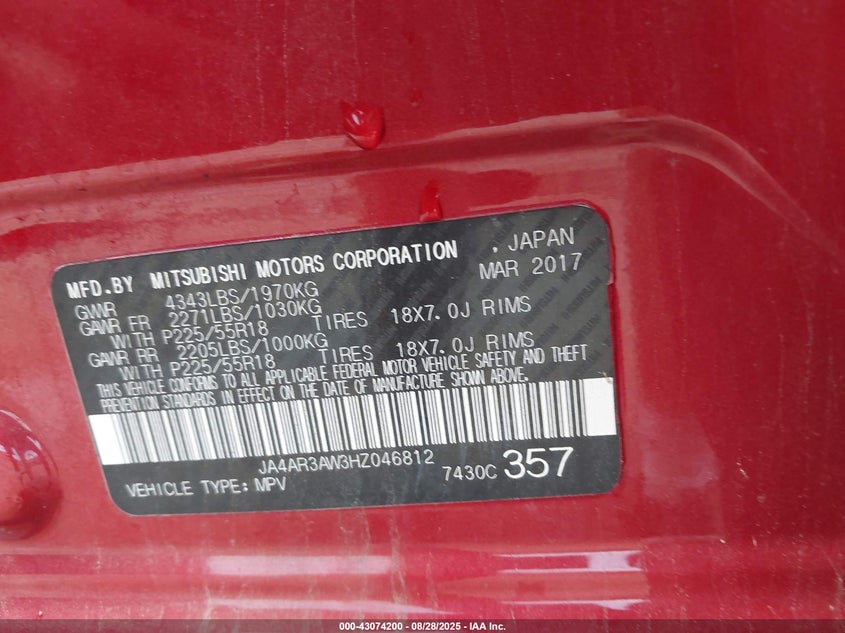 MFD.BY MITSUBISHI MOTORS CORPORATION . JAPAN
MAR 2017
GVWR 4343LBS/1970KG
GAWR FR 2271LBS/1030KG
WITH P225/55R18 TIRES 18X7.0J RIMS
GAWR RR 2205LBS/1000KG
WITH P225/55R18 TIRES 18X7.0J RIMS
THIS VEHICLE CONFORMS TO ALL APPLICABLE FEDERAL MOTOR VEHICLE SAFETY AND THEFT
PREVENTION STANDARDS IN EFFECT ON THE DATE OF MANUFACTURE SHOWN ABOVE.
JA4AR3AW3HZ046812
7430C 357
VEHICLE TYPE: MPV
000-43074200 - 08/28/2025 - IAA Inc.